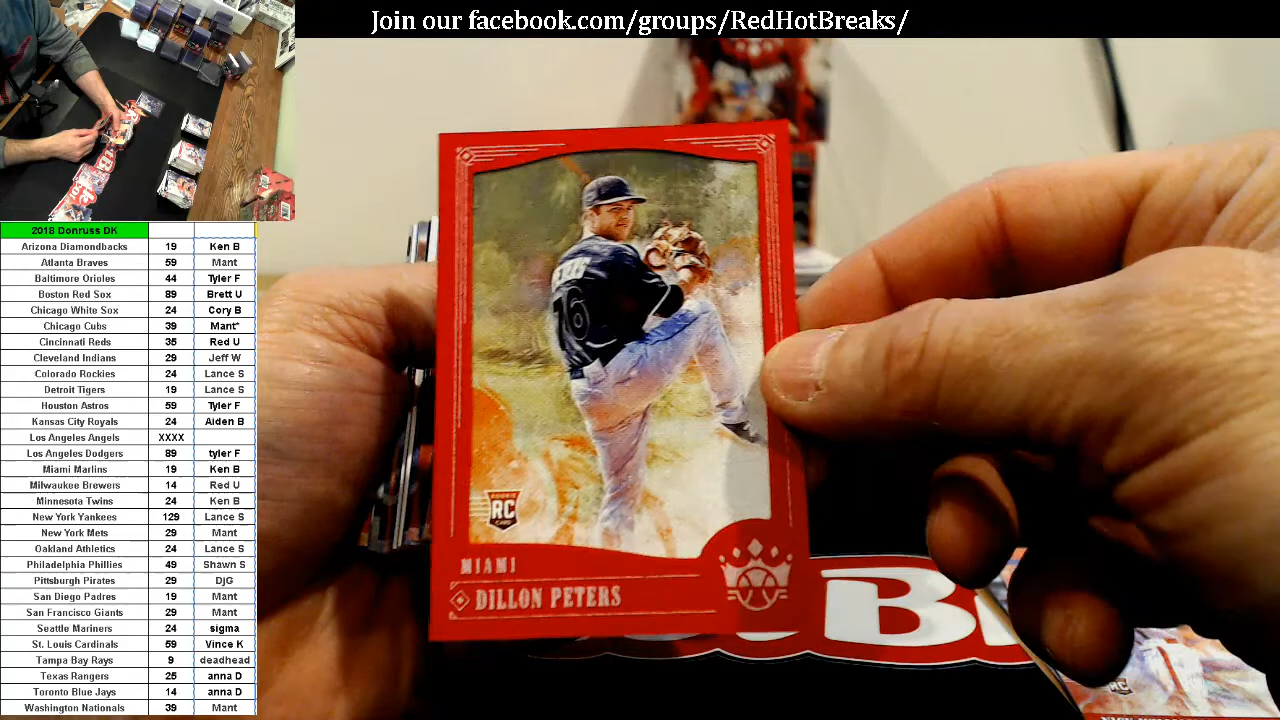 Join our facebook.com/groups/RedHotBreaks/
2018 Donruss DK
Arizona Diamondbacks 19 Ken B
Atlanta Braves 59 Mant
Baltimore Orioles 44 Tyler F
Boston Red Sox 89 Brett U
Chicago White Sox 24 Cory B
Chicago Cubs 39 Mant*
Cincinnati Reds 35 Red U
Cleveland Indians 29 Jeff W
Colorado Rockies 24 Lance S
Detroit Tigers 19 Lance S
Houston Astros 59 Tyler F
Kansas City Royals 24 Aiden B
Los Angeles Angels XXXX
Los Angeles Dodgers 89 tyler F
Miami Marlins 19 Ken B
Milwaukee Brewers 14 Red U
Minnesota Twins 24 Ken B
New York Yankees 129 Lance S
New York Mets 29 Mant
Oakland Athletics 24 Lance S
Philadelphia Phillies 49 Shawn S
Pittsburgh Pirates 29 DjG
San Diego Padres 19 Mant
San Francisco Giants 29 Mant
Seattle Mariners 24 sigma
St. Louis Cardinals 59 Vince K
Tampa Bay Rays 9 deadhead
Texas Rangers 25 anna D
Toronto Blue Jays 14 anna D
Washington Nationals 39 Mant
76
ROOKIE
RC
CARD
MIAMI
DILLON PETERS
B
RC